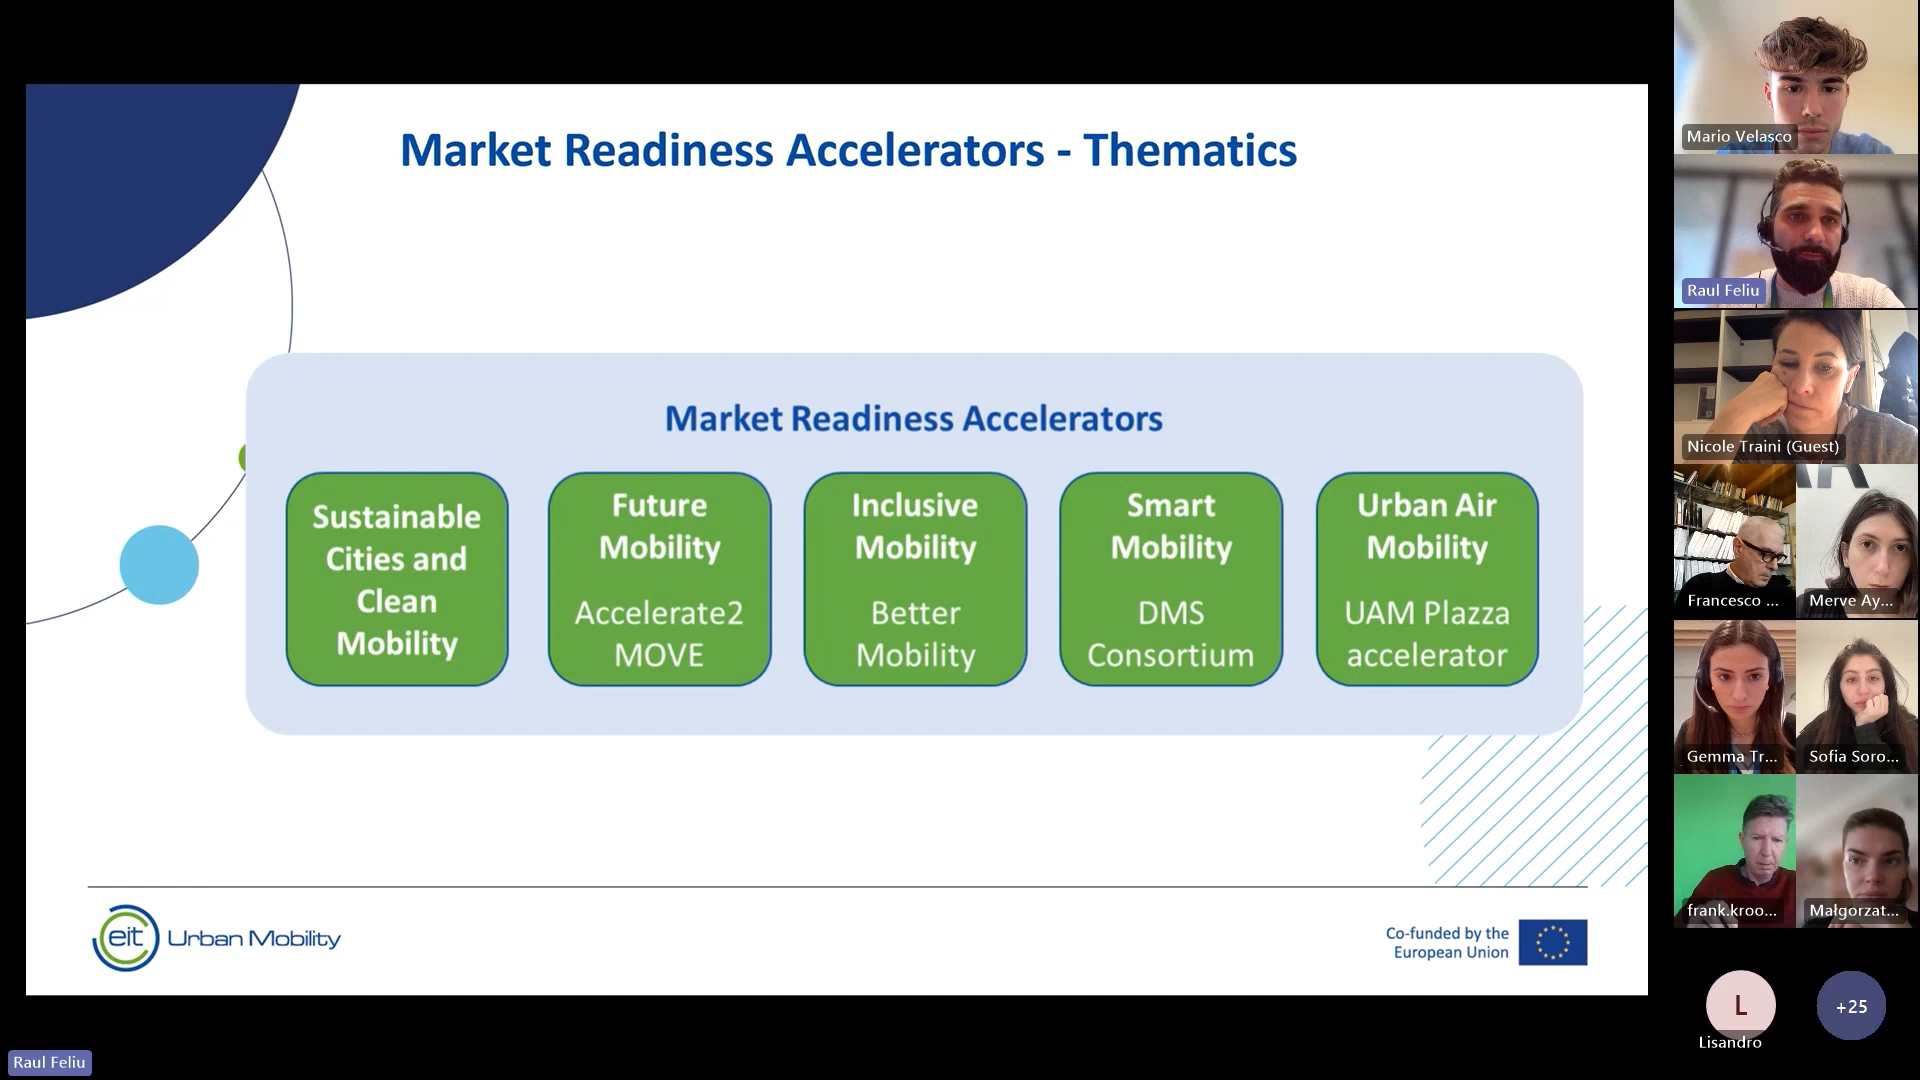 Market Readiness Accelerators - Thematics
Market Readiness Accelerators
Sustainable
Cities and
Clean
Mobility
Future
Mobility
Accelerate2
MOVE
Inclusive
Mobility
Better
Mobility
Smart
Mobility
DMS
Consortium
Urban Air
Mobility
UAM Plazza
accelerator
eit Urban Mobility
Co-funded by the
European Union
Raul Feliu
Mario Velasco
Raul Feliu
Nicole Traini (Guest)
Francesco ...
Merve Ay...
Gemma Tr...
Sofia Soro...
frank.kroo...
Małgorzat...
L
Lisandro
+25